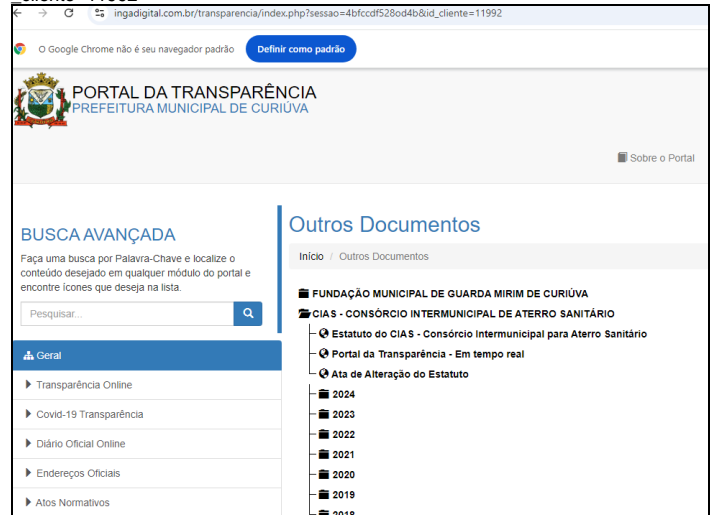 ingadigital.com.br/transparencia/index.php?sessao=4bfccdf528od4b&id_cliente=11992
O Google Chrome não é seu navegador padrão
Definir como padrão
PORTAL DA TRANSPARÊNCIA
PREFEITURA MUNICIPAL DE CURIÚVA
Sobre o Portal
BUSCA AVANÇADA
Faça uma busca por Palavra-Chave e localize o
conteúdo desejado em qualquer módulo do portal e
encontre ícones que deseja na lista.
Pesquisar...
Geral
Transparência Online
Covid-19 Transparência
Diário Oficial Online
Endereços Oficiais
Atos Normativos
Outros Documentos
Início / Outros Documentos
FUNDAÇÃO MUNICIPAL DE GUARDA MIRIM DE CURIÚVA
CIAS - CONSÓRCIO INTERMUNICIPAL DE ATERRO SANITÁRIO
Estatuto do CIAS - Consórcio Intermunicipal para Aterro Sanitário
Portal da Transparência - Em tempo real
Ata de Alteração do Estatuto
2024
2023
2022
2021
2020
2019
2018